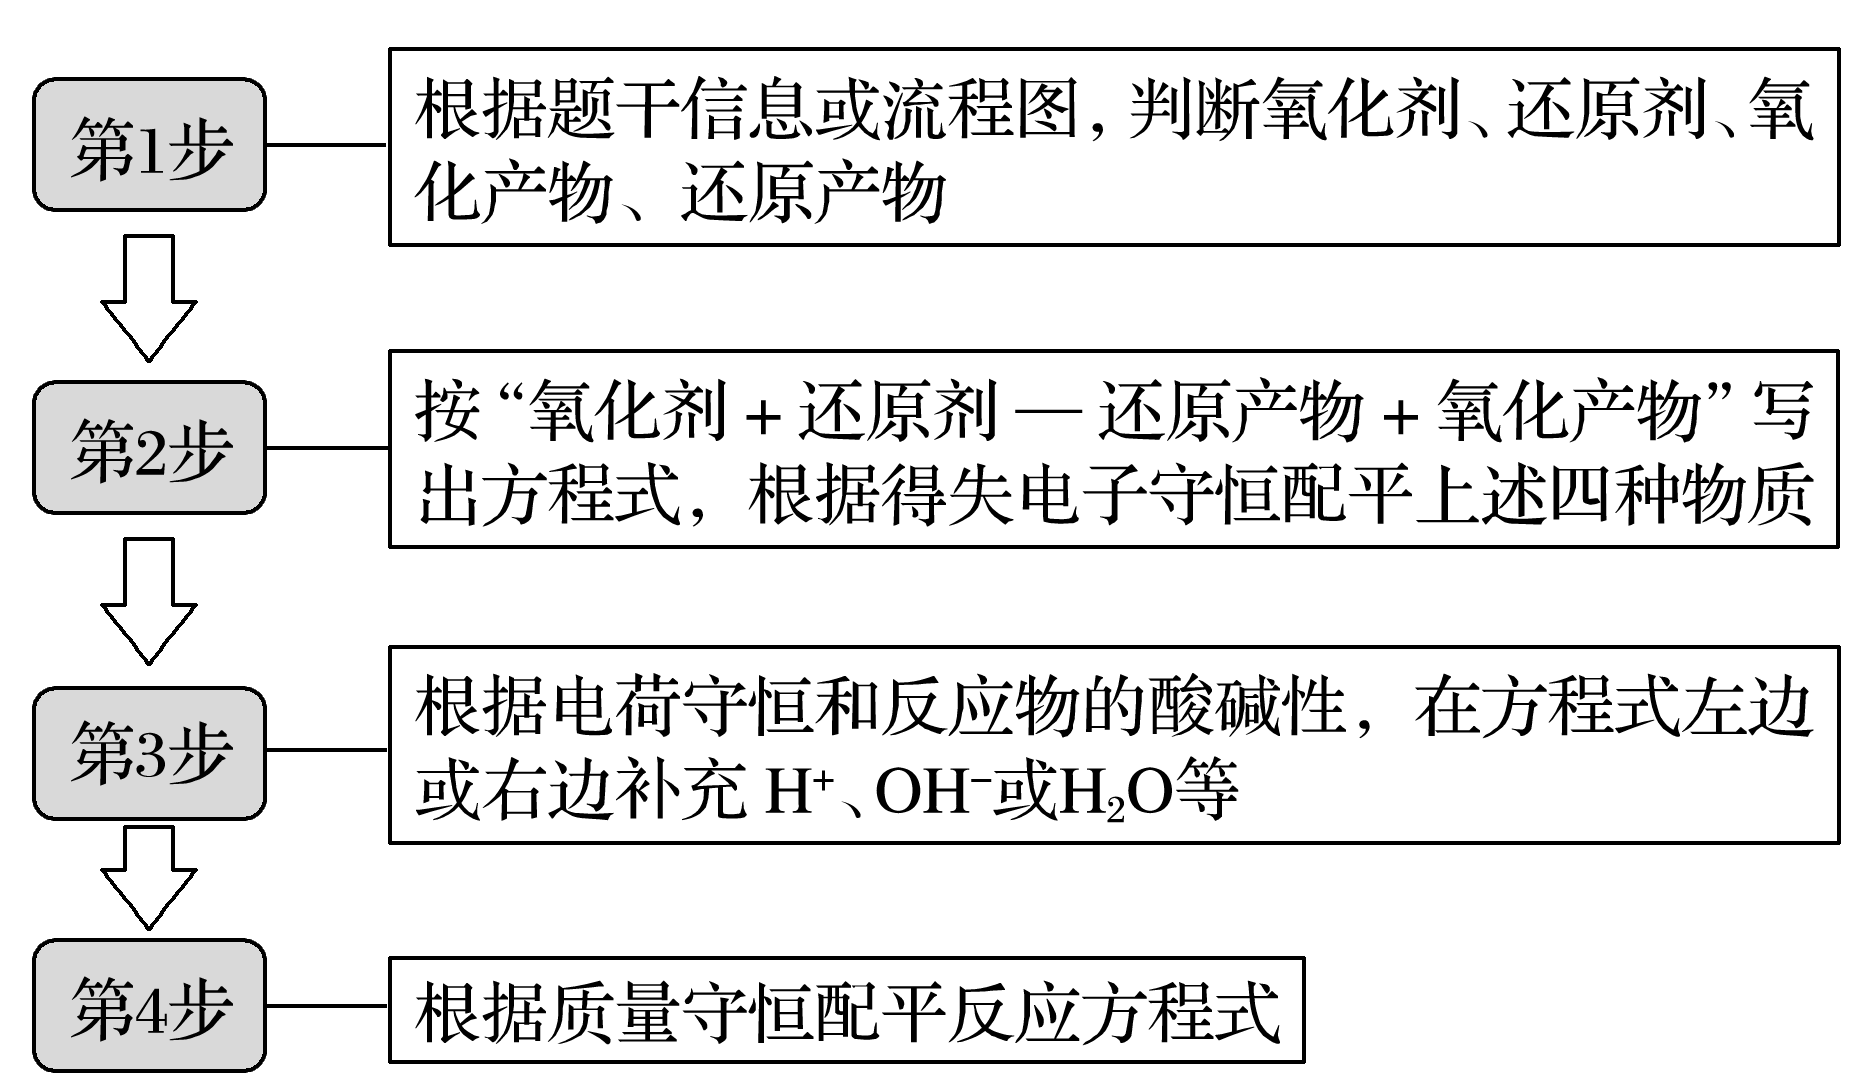 第1步
根据题干信息或流程图,判断氧化剂、还原剂、氧
化产物、还原产物
第2步
按“氧化剂+还原剂—还原产物+氧化产物”写
出方程式,根据得失电子守恒配平上述四种物质
第3步
根据电荷守恒和反应物的酸碱性,在方程式左边
或右边补充 H⁺、OH⁻或H₂O等
第4步
根据质量守恒配平反应方程式